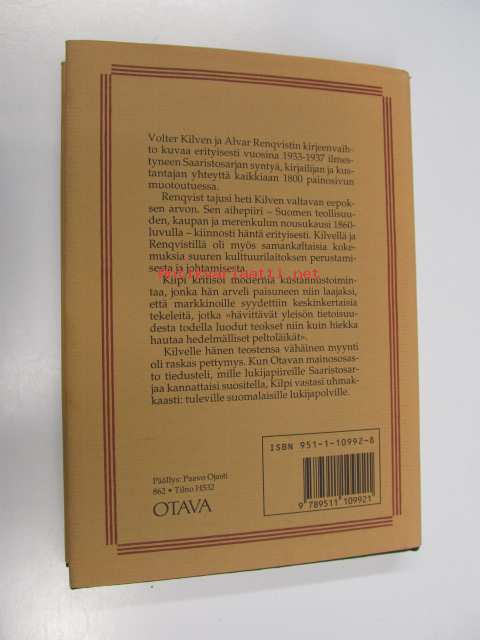 Volter Kilven ja Alvar Renqvistin kirjeenvaih-
to kuvaa erityisesti vuosina 1933-1937 ilmes-
tyneen Saaristosarjan syntyä, kirjailijan ja kus-
tantajan yhteyttä kaikkiaan 1800 painosivun
muotoutuessa.
Renqvist tajusi heti Kilven valtavan eepok-
sen arvon. Sen aihepiiri – Suomen teollisuu-
den, kaupan ja merenkulun nousukausi 1860-
luvulla – kiinnosti häntä erityisesti. Kilvellä ja
Renqvistillä oli myös samankaltaisia koke-
muksia suuren kulttuurilaitoksen perustami-
sesta ja johtamisesta.
Kilpi kritisoi modernia kustannustoimin-
taa, jonka hän arveli paisuneen niin laajaksi,
että markkinoille syydettiin keskinkertaisia
tekeleitä, jotka »hävittävät yleisön tietoisuu-
desta todella luodut teokset niin kuin hiekka
hautaa hedelmälliset peltoläikät».
Kilvelle hänen teostensa vähäinen myynti
oli raskas pettymys. Kun Otavan mainososas-
to tiedusteli, mille lukijapiireille Saaristosar-
jaa kannattaisi suositella, Kilpi vastasi uhmak-
kaasti: tuleville suomalaisille lukijapolville.
ISBN 951-1-10992-8
9 789511 109921
Päällys: Paavo Ojanti
862 • Tilno H532
OTAVA